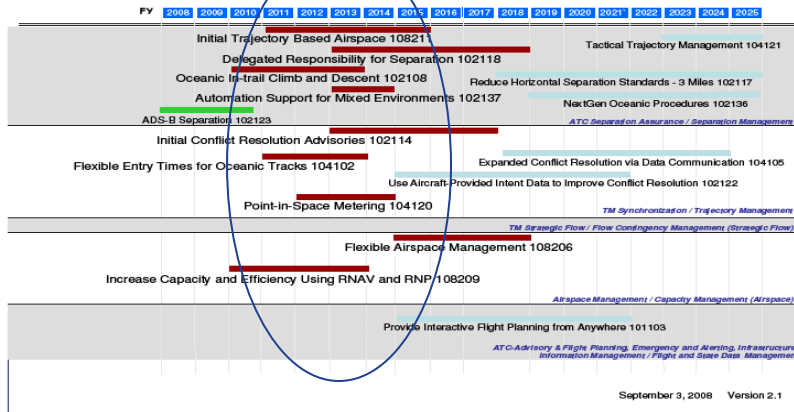 FY 2008 2009 2010 2011 2012 2013 2014 2015 2016 2017 2018 2019 2020 2021 2022 2023 2024 2025
Initial Trajectory Based Airspace 108211
Tactical Trajectory Management 104121
Delegated Responsibility for Separation 102118
Oceanic In-trail Climb and Descent 102108
Reduce Horizontal Separation Standards - 3 Miles 102117
Automation Support for Mixed Environments 102137
NextGen Oceanic Procedures 102136
ADS-B Separation 102123
ATC Separation Assurance / Separation Management
Initial Conflict Resolution Advisories 102114
Flexible Entry Times for Oceanic Tracks 104102
Expanded Conflict Resolution via Data Communication 104105
Use Aircraft-Provided Intent Data to Improve Conflict Resolution 102122
Point-in-Space Metering 104120
TM Synchronization / Trajectory Management
TM Strategic Flow / Flow Contingency Management (Strategic Flow)
Flexible Airspace Management 108206
Increase Capacity and Efficiency Using RNAV and RNP 108209
Airspace Management / Capacity Management (Airspace)
Provide Interactive Flight Planning from Anywhere 101103
ATC-Advisory & Flight Planning, Emergency and Alerting, Infrastructure
Information Management / Flight and State Data Management
September 3, 2008 Version 2.1